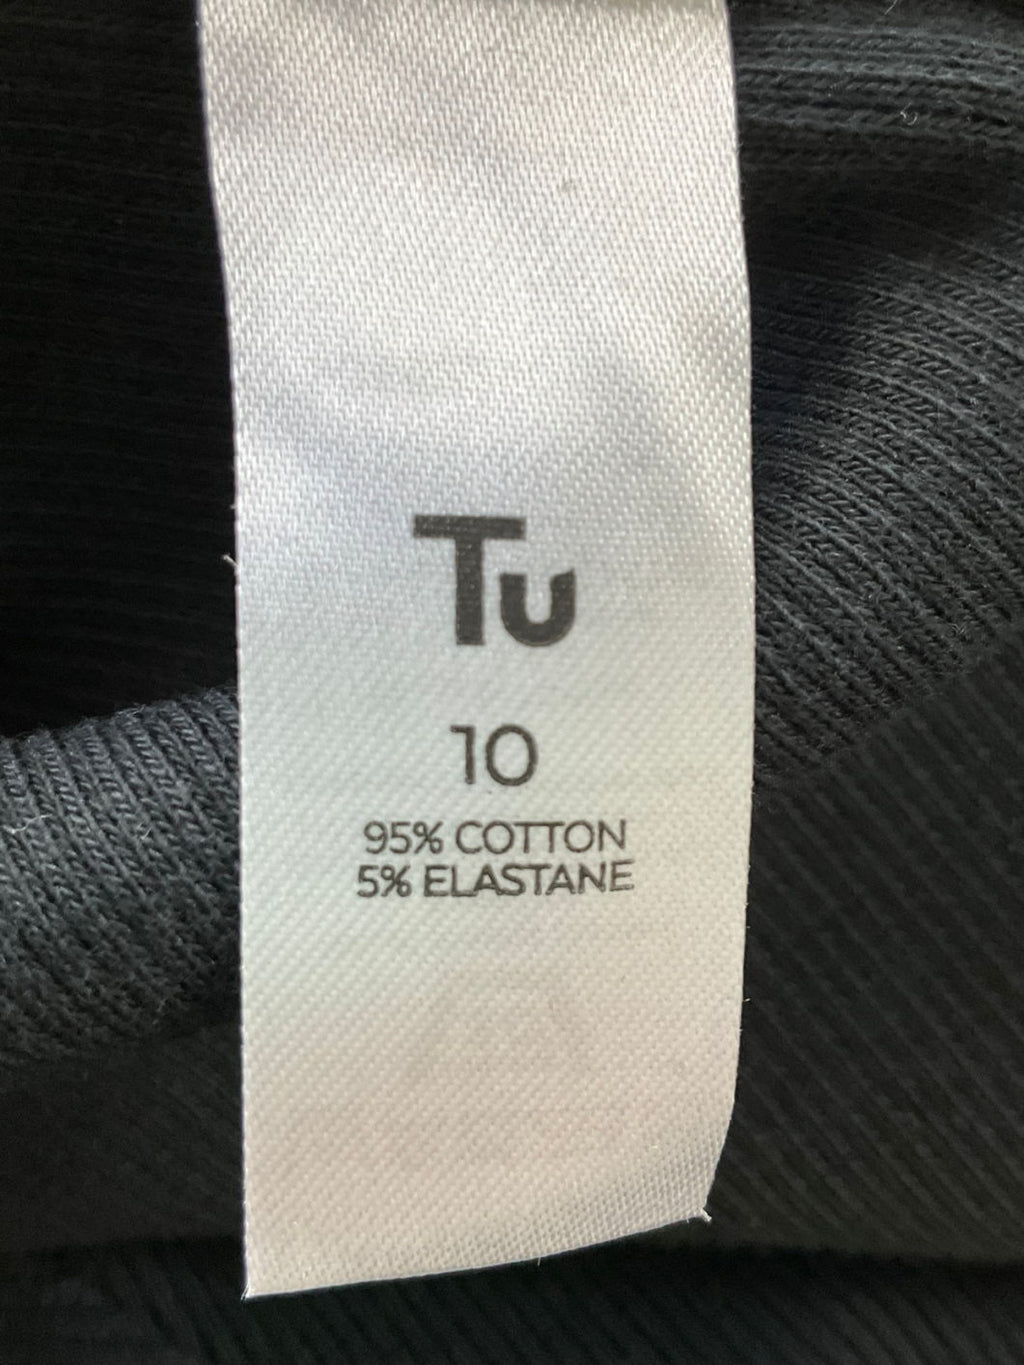 Tu
10
95% COTTON
5% ELASTANE